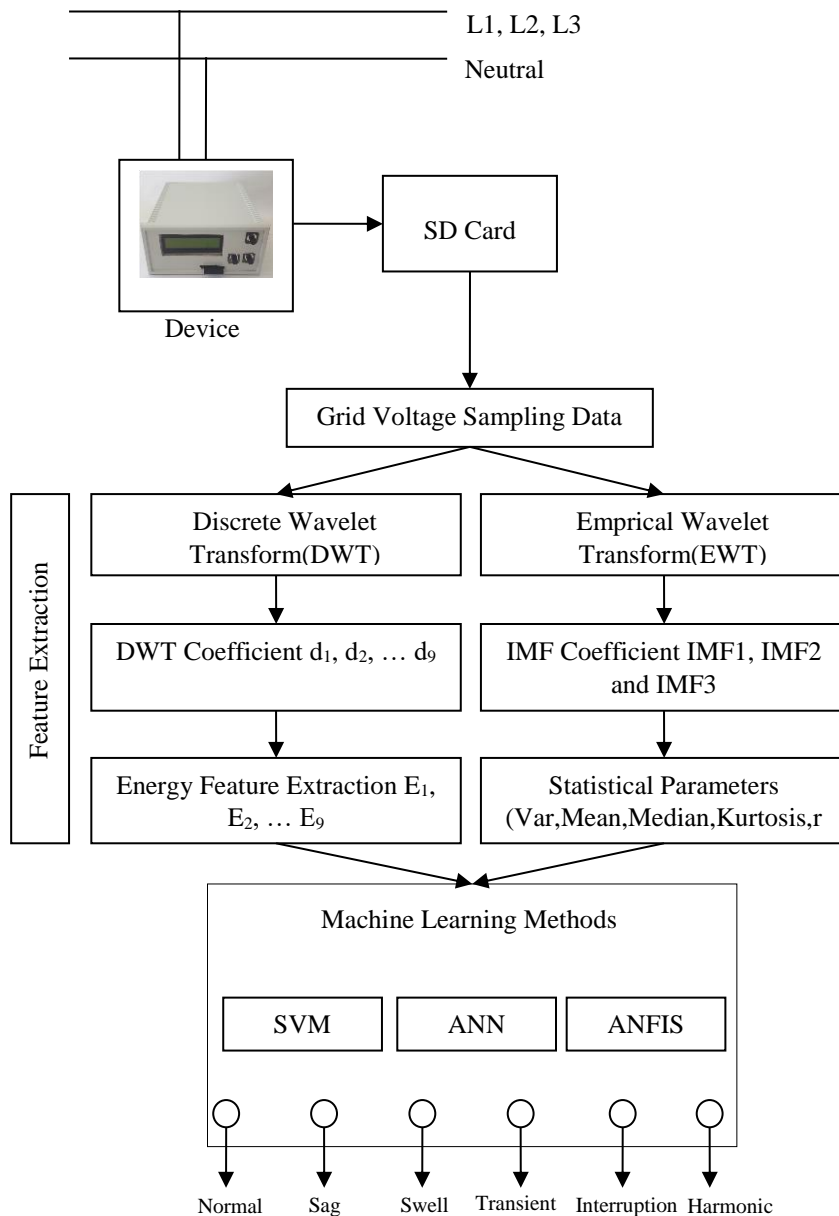 L1, L2, L3
Neutral
SD Card
Device
Grid Voltage Sampling Data
Feature Extraction
Discrete Wavelet
Transform(DWT)
Emprical Wavelet
Transform(EWT)
DWT Coefficient d₁, d₂, … d₉
IMF Coefficient IMF1, IMF2
and IMF3
Energy Feature Extraction E₁,
E₂, … E₉
Statistical Parameters
(Var,Mean,Median,Kurtosis,r
Machine Learning Methods
SVM
ANN
ANFIS
Normal
Sag
Swell
Transient
Interruption
Harmonic